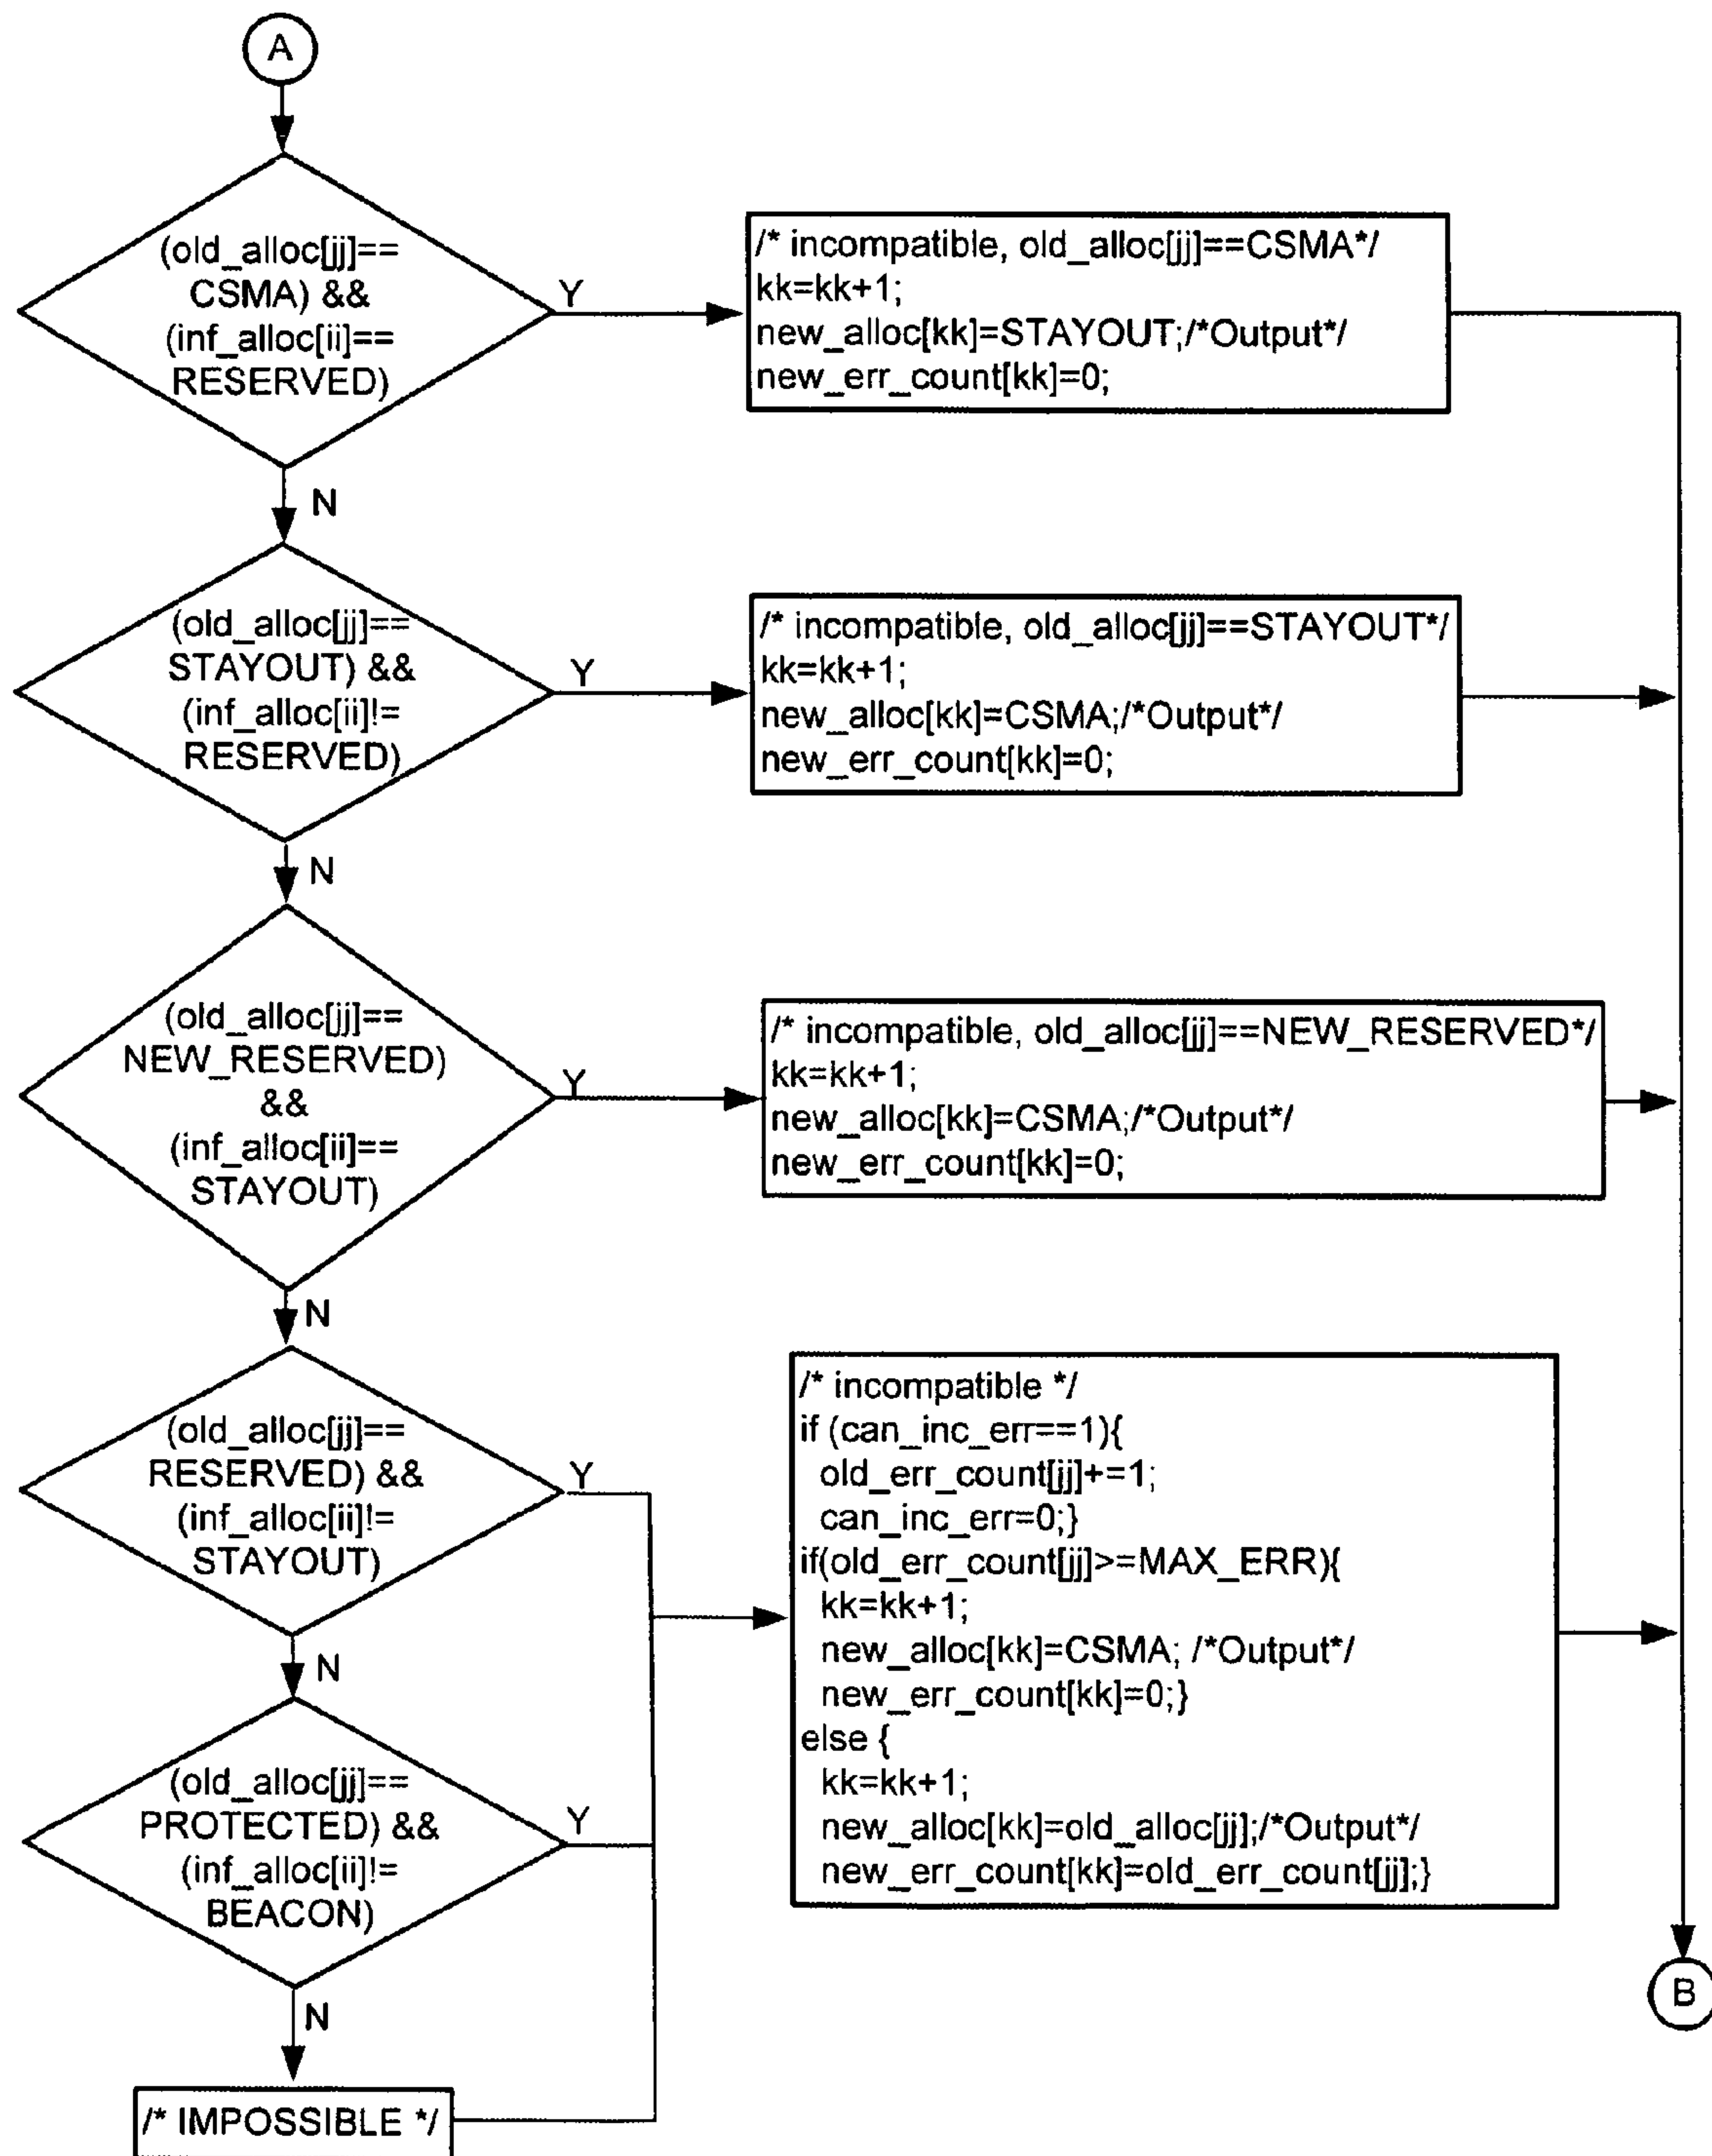 A
(old_alloc[jj]==
CSMA) &&
(inf_alloc[ii]==
RESERVED)
Y
/* incompatible, old_alloc[jj]==CSMA*/
kk=kk+1;
new_alloc[kk]=STAYOUT;/*Output*/
new_err_count[kk]=0;
N
(old_alloc[jj]==
STAYOUT) &&
(inf_alloc[ii]!=
RESERVED)
Y
/* incompatible, old_alloc[jj]==STAYOUT*/
kk=kk+1;
new_alloc[kk]=CSMA;/*Output*/
new_err_count[kk]=0;
N
(old_alloc[jj]==
NEW_RESERVED)
&&
(inf_alloc[ii]==
STAYOUT)
Y
/* incompatible, old_alloc[jj]==NEW_RESERVED*/
kk=kk+1;
new_alloc[kk]=CSMA;/*Output*/
new_err_count[kk]=0;
N
(old_alloc[jj]==
RESERVED) &&
(inf_alloc[ii]!=
STAYOUT)
Y
/* incompatible */
if (can_inc_err==1){
old_err_count[jj]+=1;
can_inc_err=0;}
if(old_err_count[jj]>=MAX_ERR){
kk=kk+1;
new_alloc[kk]=CSMA; /*Output*/
new_err_count[kk]=0;}
else {
kk=kk+1;
new_alloc[kk]=old_alloc[jj];/*Output*/
new_err_count[kk]=old_err_count[jj];}
N
(old_alloc[jj]==
PROTECTED) &&
(inf_alloc[ii]!=
BEACON)
Y
N
/* IMPOSSIBLE */
B